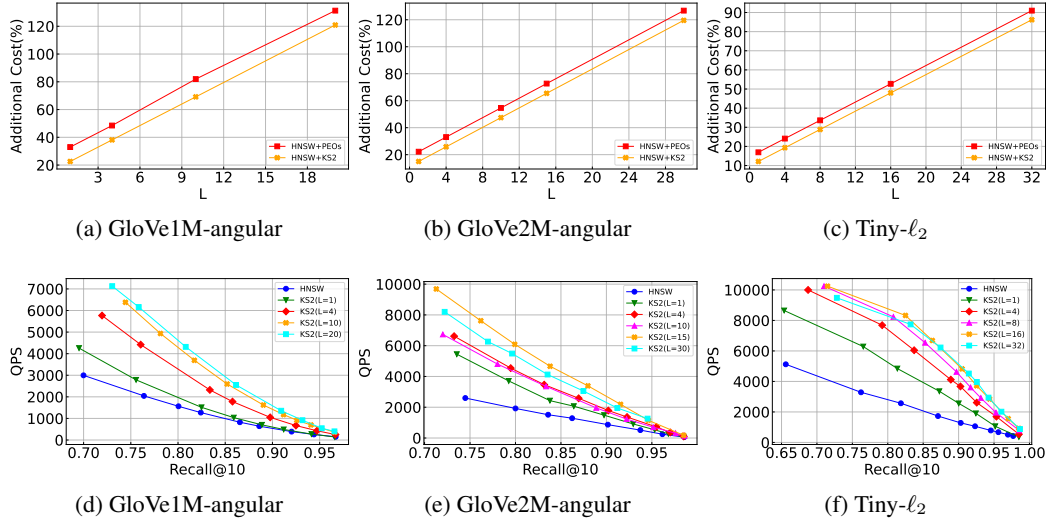 Additional Cost(%)
120
100
80
60
40
20
HNSW+PEOs
HNSW+KS2
3 6 9 12 15 18
L
(a) GloVe1M-angular
Additional Cost(%)
120
100
80
60
40
20
0
HNSW+PEOs
HNSW+KS2
0 4 8 12 16 20 24 28
L
(b) GloVe2M-angular
Additional Cost(%)
90
80
70
60
50
40
30
20
10
HNSW+PEOs
HNSW+KS2
0 4 8 12 16 20 24 28 32
L
(c) Tiny-ℓ2
QPS
7000
6000
5000
4000
3000
2000
1000
0
HNSW
KS2(L=1)
KS2(L=4)
KS2(L=10)
KS2(L=20)
0.70 0.75 0.80 0.85 0.90 0.95
Recall@10
(d) GloVe1M-angular
QPS
10000
8000
6000
4000
2000
0
HNSW
KS2(L=1)
KS2(L=4)
KS2(L=10)
KS2(L=15)
KS2(L=30)
0.70 0.75 0.80 0.85 0.90 0.95 1.00
Recall@10
(e) GloVe2M-angular
QPS
10000
8000
6000
4000
2000
0
HNSW
KS2(L=1)
KS2(L=4)
KS2(L=8)
KS2(L=16)
KS2(L=32)
0.65 0.70 0.75 0.80 0.85 0.90 0.95 1.00
Recall@10
(f) Tiny-ℓ2